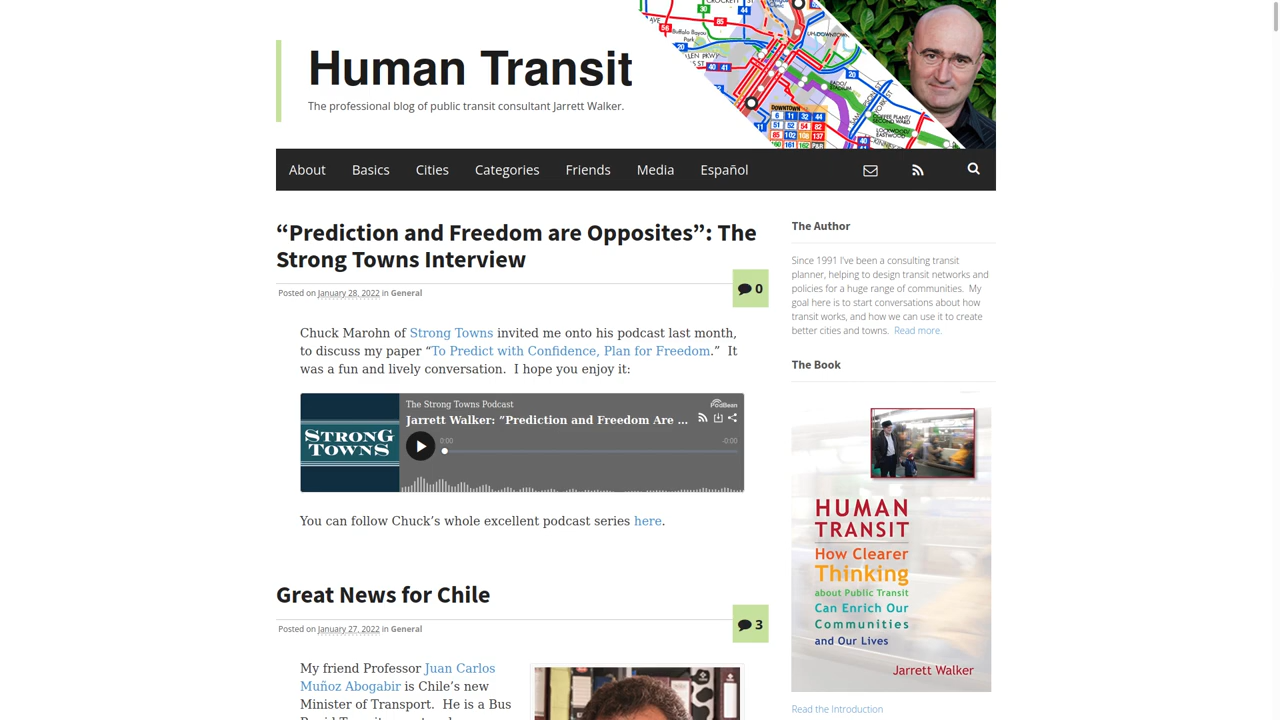 Human Transit
The professional blog of public transit consultant Jarrett Walker.
About Basics Cities Categories Friends Media Español
“Prediction and Freedom are Opposites”: The
Strong Towns Interview
0
Posted on January 28, 2022 in General
Chuck Marohn of Strong Towns invited me onto his podcast last month,
to discuss my paper “To Predict with Confidence, Plan for Freedom.” It
was a fun and lively conversation. I hope you enjoy it:
STRONG
TOWNS
The Strong Towns Podcast
PodBean
Jarrett Walker: “Prediction and Freedom Are ...
0:00
-0:00
You can follow Chuck’s whole excellent podcast series here.
Great News for Chile
3
Posted on January 27, 2022 in General
My friend Professor Juan Carlos
Muñoz Abogabir is Chile’s new
Minister of Transport. He is a Bus
The Author
Since 1991 I've been a consulting transit
planner, helping to design transit networks and
policies for a huge range of communities. My
goal here is to start conversations about how
transit works, and how we can use it to create
better cities and towns. Read more.
The Book
HUMAN
TRANSIT
How Clearer
Thinking
about Public Transit
Can Enrich Our
Communities
and Our Lives
Jarrett Walker
Read the Introduction